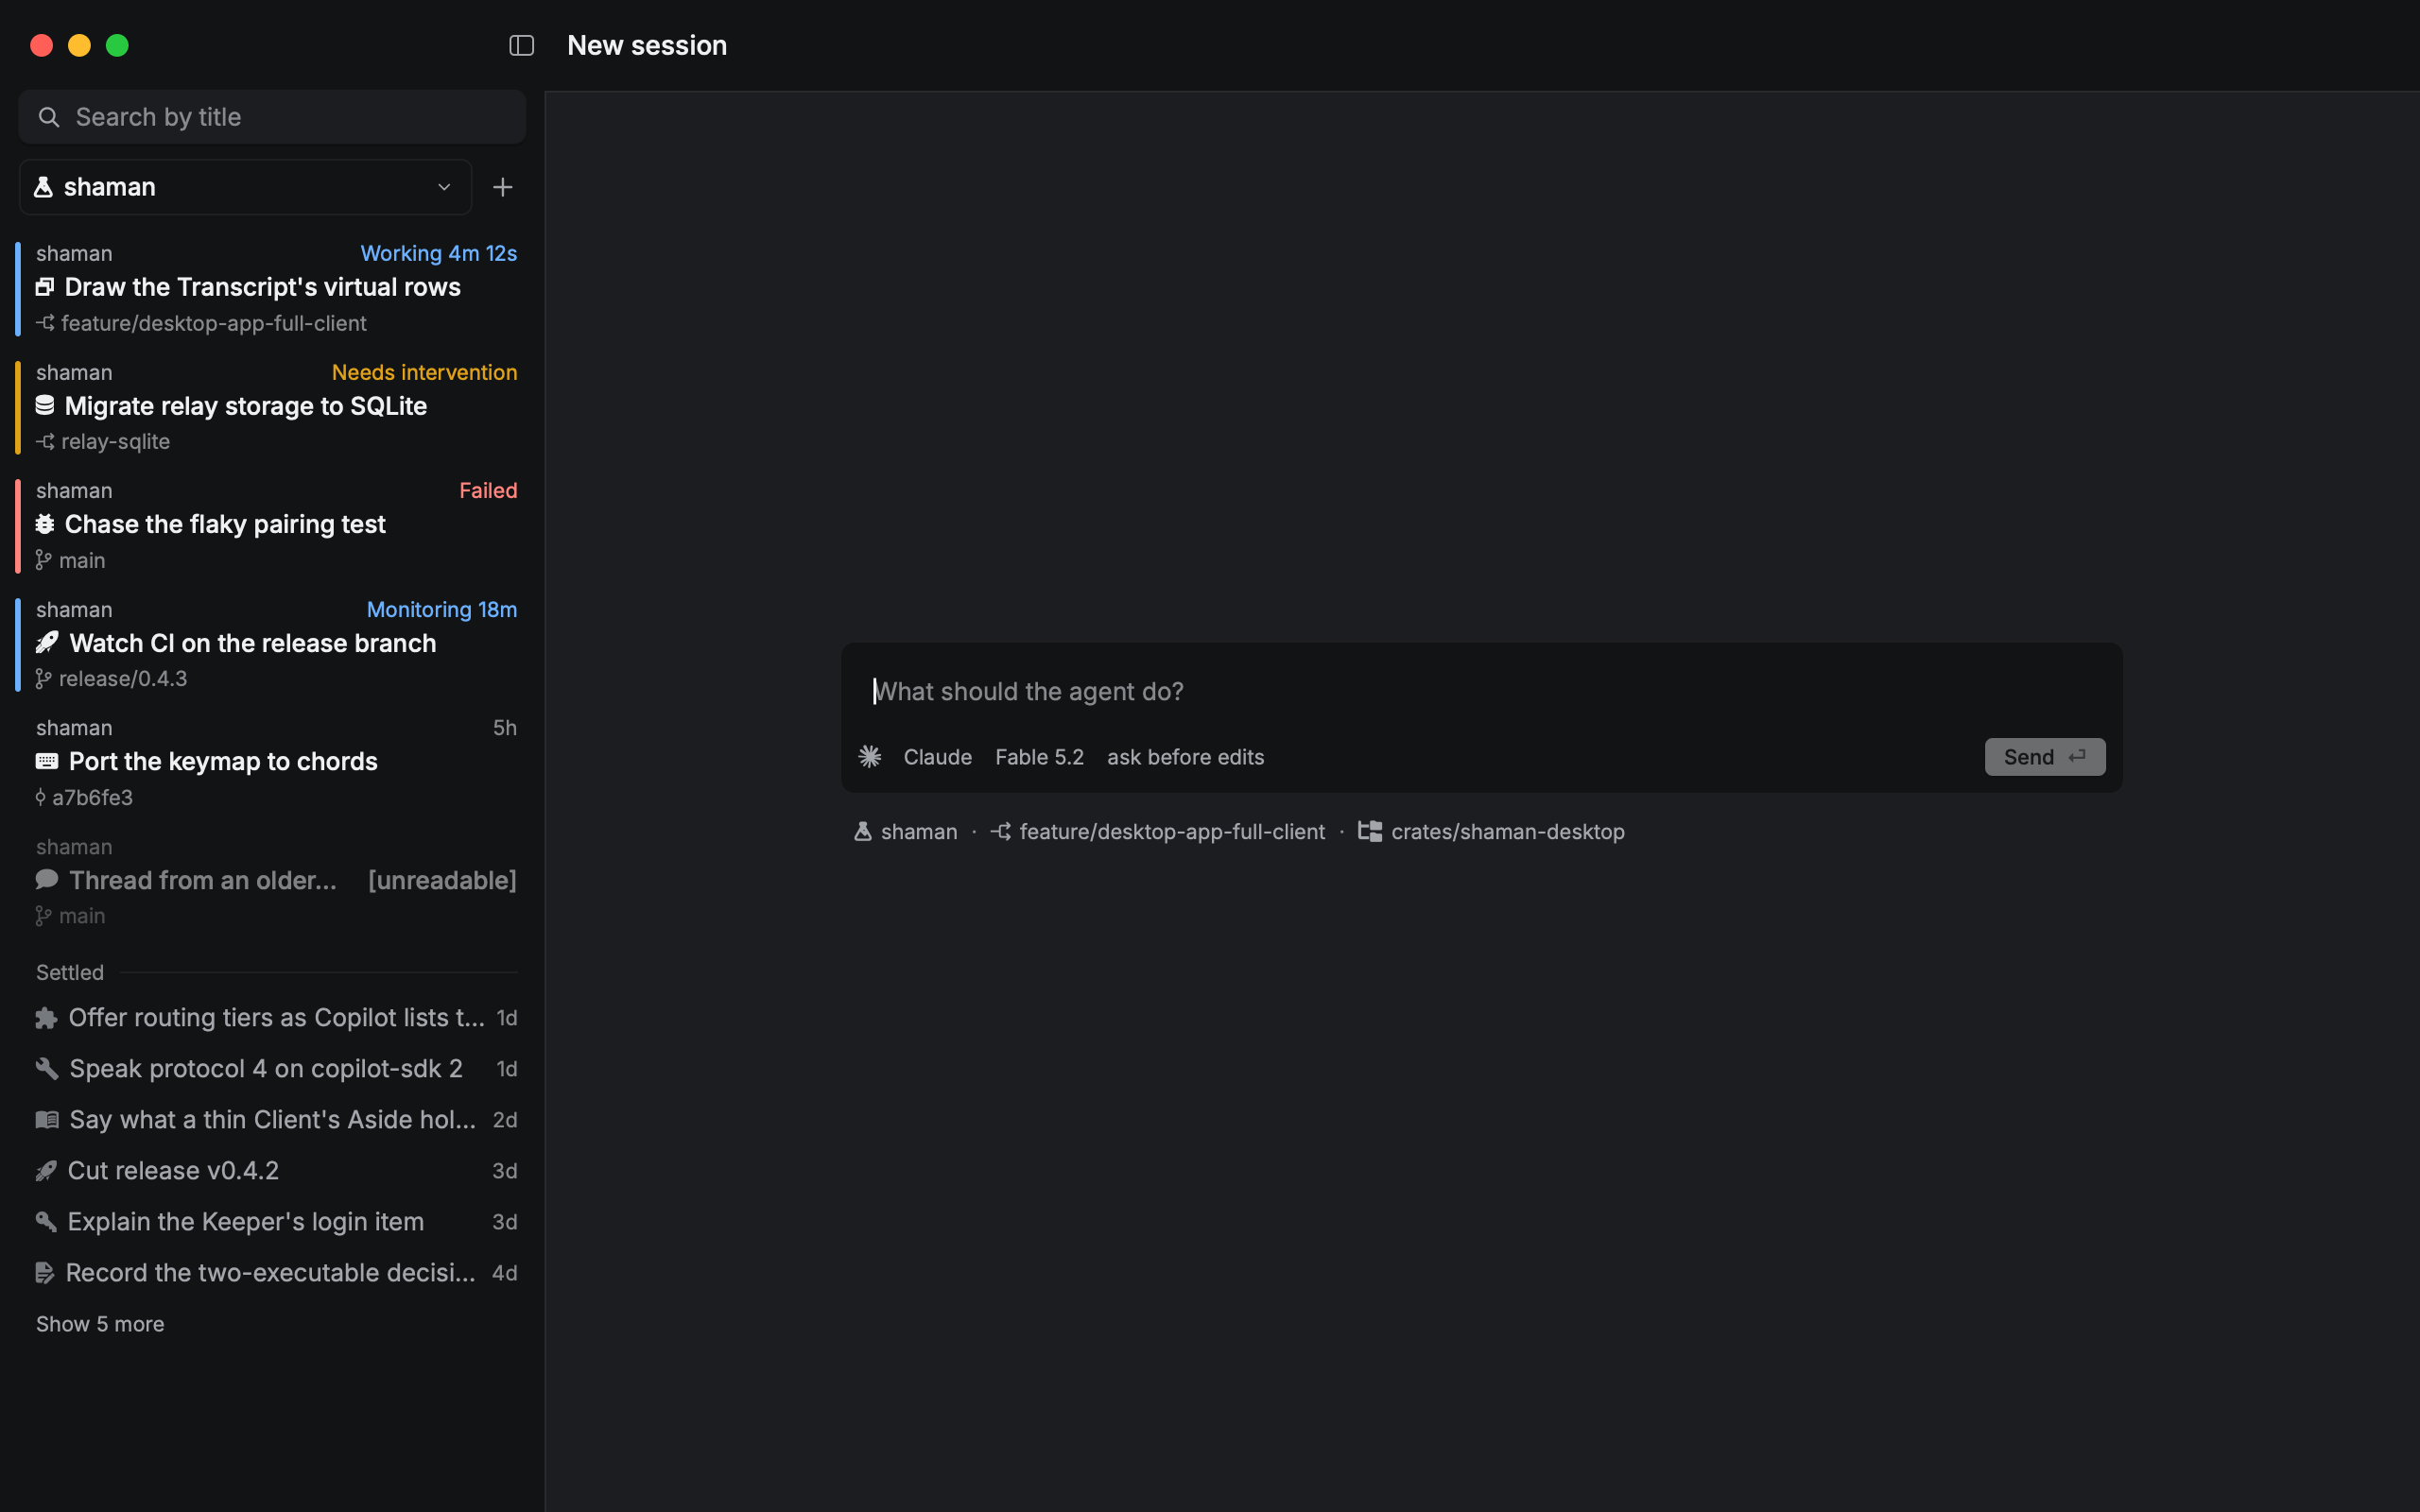 New session
Search by title
shaman
shaman Working 4m 12s
Draw the Transcript's virtual rows
feature/desktop-app-full-client
shaman Needs intervention
Migrate relay storage to SQLite
relay-sqlite
shaman Failed
Chase the flaky pairing test
main
shaman Monitoring 18m
Watch CI on the release branch
release/0.4.3
shaman 5h
Port the keymap to chords
a7b6fe3
shaman
Thread from an older... [unreadable]
main
Settled
Offer routing tiers as Copilot lists t... 1d
Speak protocol 4 on copilot-sdk 2 1d
Say what a thin Client's Aside hol... 2d
Cut release v0.4.2 3d
Explain the Keeper's login item 3d
Record the two-executable decisi... 4d
Show 5 more
What should the agent do?
Claude Fable 5.2 ask before edits Send
shaman · feature/desktop-app-full-client · crates/shaman-desktop